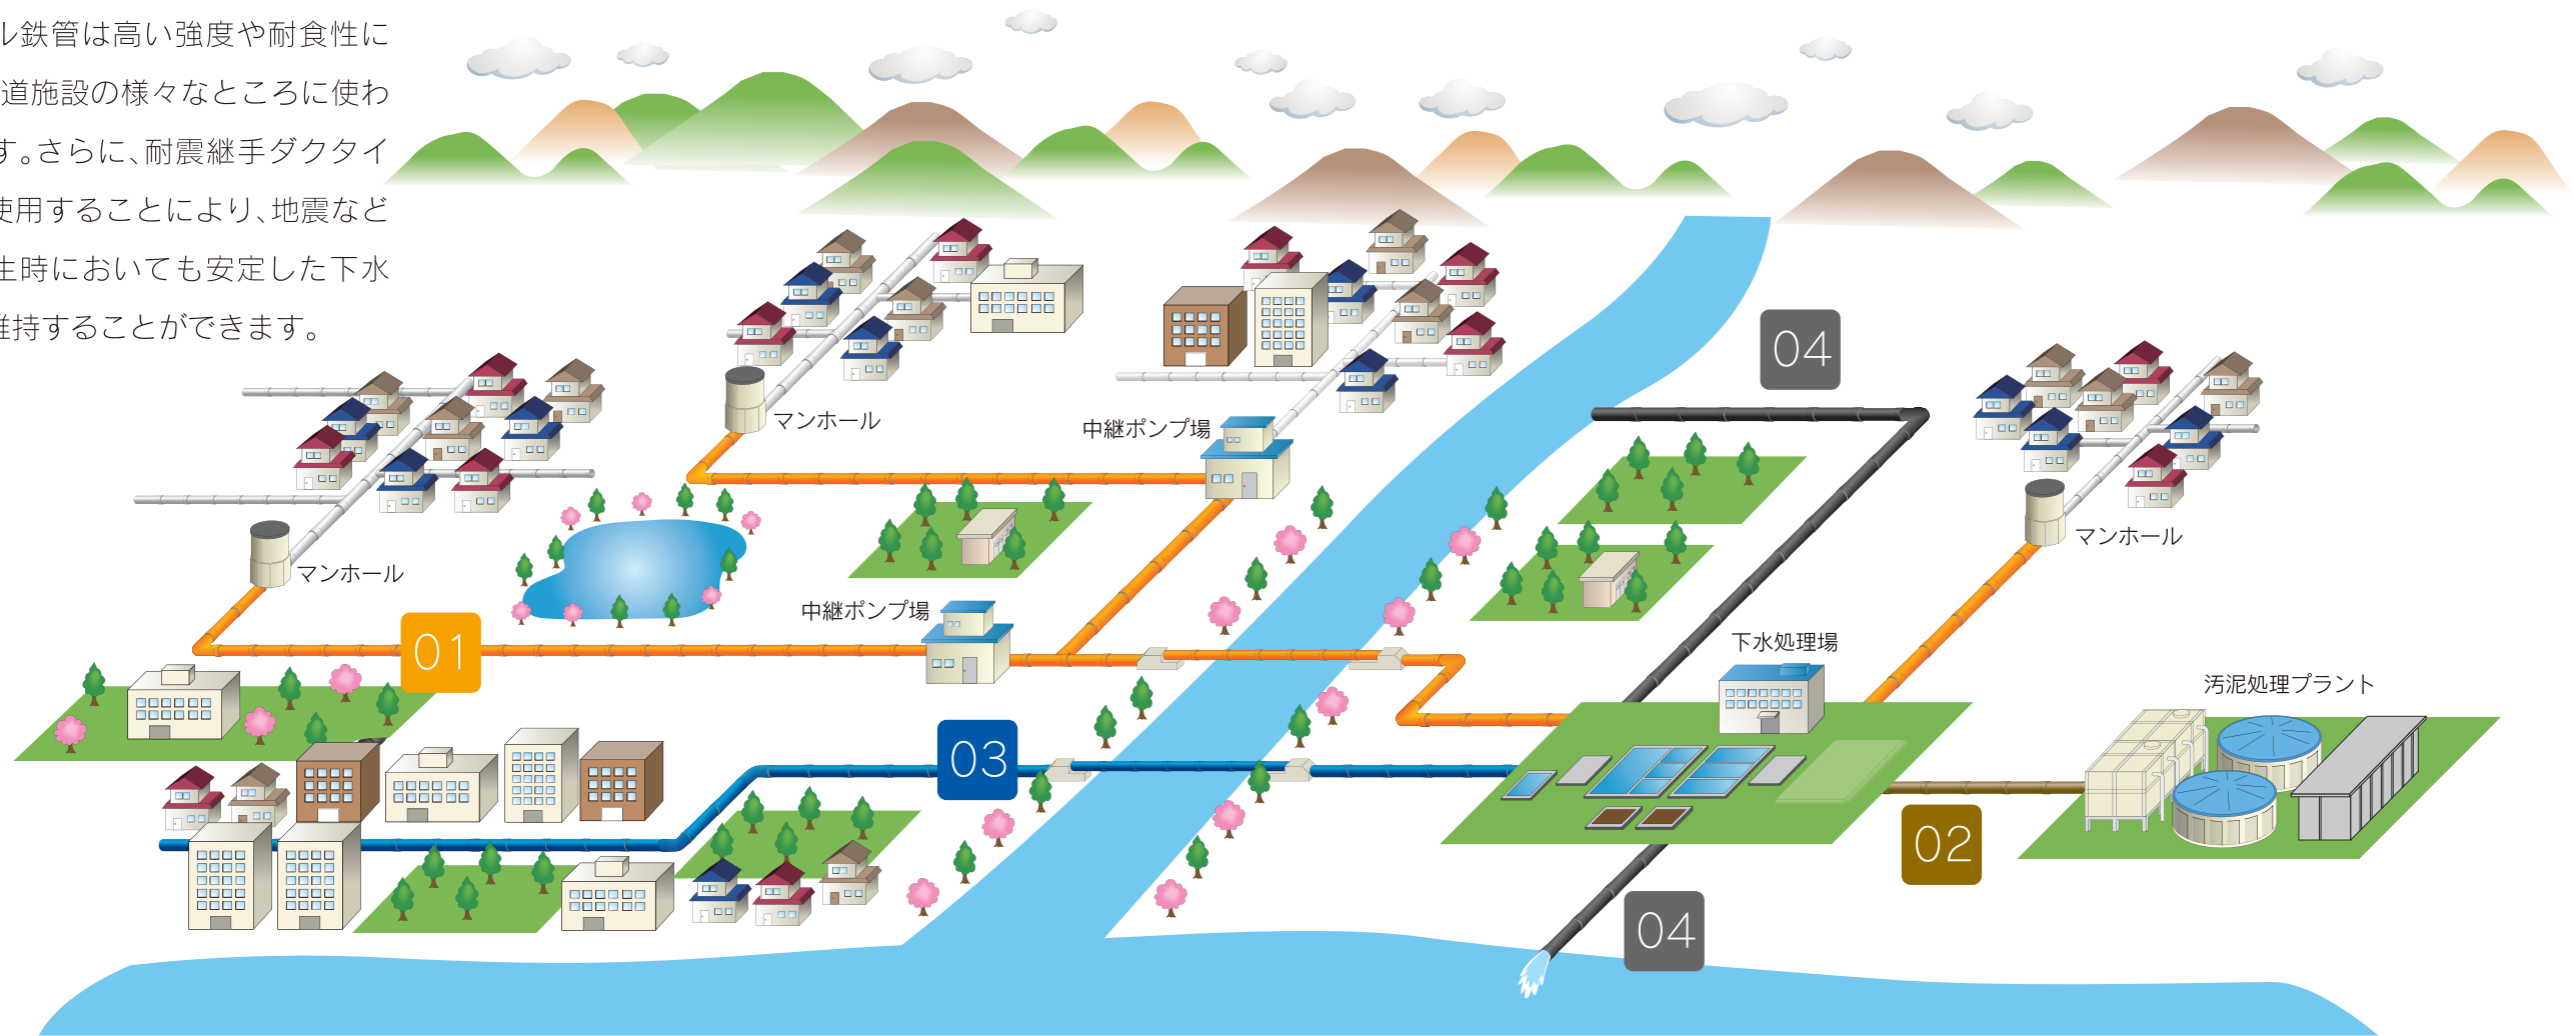 ル鉄管は高い強度や耐食性に
道施設の様々なところに使わ
す。さらに、耐震継手ダクタイ
使用することにより、地震など
生時においても安定した下水
維持することができます。
04
マンホール
中継ポンプ場
マンホール
マンホール
中継ポンプ場
01
下水処理場
汚泥処理プラント
03
02
04